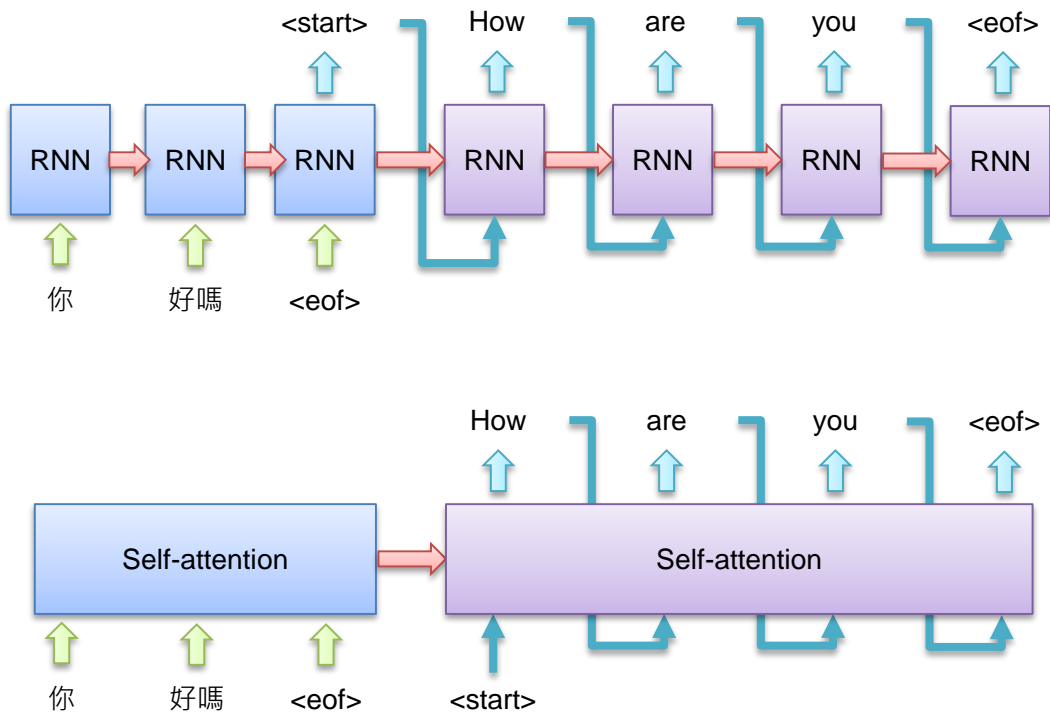 <start> How are you <eof>
RNN RNN RNN RNN RNN RNN RNN
你 好嗎 <eof>
How are you <eof>
Self-attention Self-attention
你 好嗎 <eof> <start>